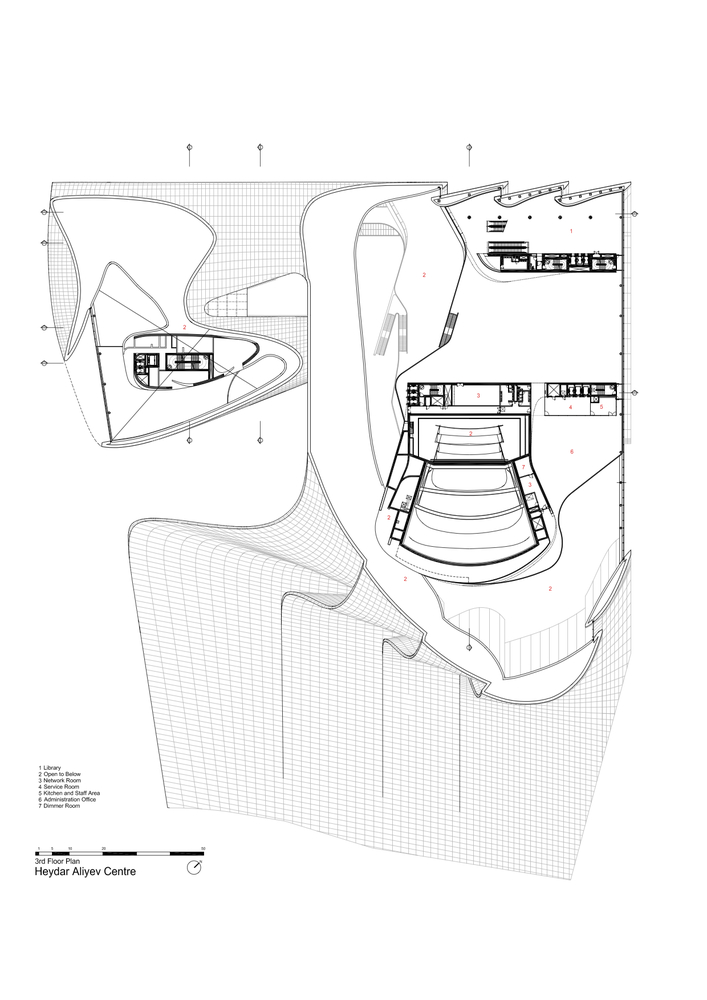 1
2
2
3
4
5
2
6
7
3
2
2
2
1 Library
2 Open to Below
3 Network Room
4 Service Room
5 Kitchen and Staff Area
6 Administration Office
7 Dimmer Room
1 5 10 20 50
3rd Floor Plan
Heydar Aliyev Centre